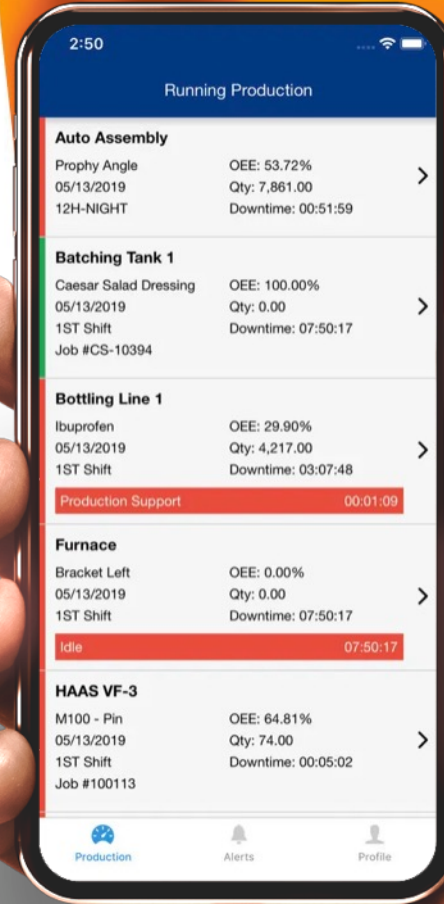 2:50
Running Production
Auto Assembly
Prophy Angle
OEE: 53.72%
05/13/2019
Qty: 7,861.00
12H-NIGHT
Downtime: 00:51:59
Batching Tank 1
Caesar Salad Dressing
OEE: 100.00%
05/13/2019
Qty: 0.00
1ST Shift
Downtime: 07:50:17
Job #CS-10394
Bottling Line 1
Ibuprofen
OEE: 29.90%
05/13/2019
Qty: 4,217.00
1ST Shift
Downtime: 03:07:48
Production Support
00:01:09
Furnace
Bracket Left
OEE: 0.00%
05/13/2019
Qty: 0.00
1ST Shift
Downtime: 07:50:17
Idle
07:50:17
HAAS VF-3
M100 - Pin
OEE: 64.81%
05/13/2019
Qty: 74.00
1ST Shift
Downtime: 00:05:02
Job #100113
Production
Alerts
Profile